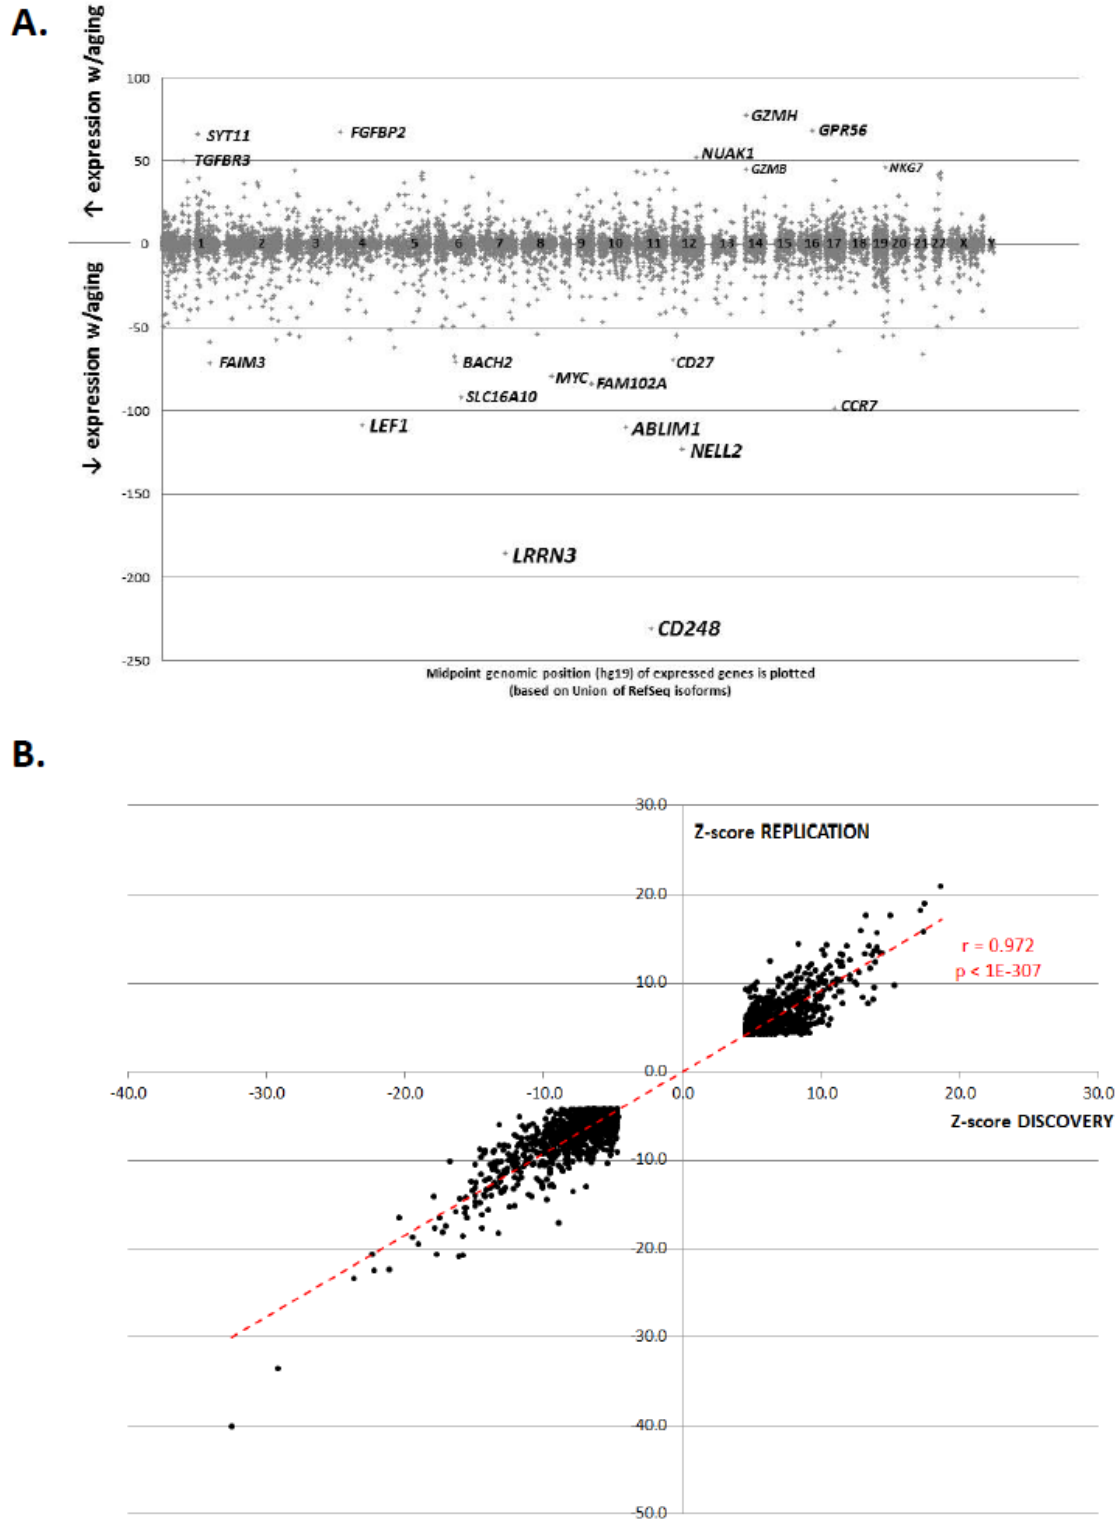 A.
↑ expression w/aging
↓ expression w/aging
100
50
0
-50
-100
-150
-200
-250
SYT11
FGFBP2
GZMH
GPR56
TGFBR3
NUAK1
GZMB
NKG7
1 2 3 4 5 6 7 8 9 10 11 12 13 14 15 16 17 18 19 20 21 22 X Y
FAIM3
BACH2
MYC
FAM102A
CD27
SLC16A10
CCR7
LEF1
ABLIM1
NELL2
LRRN3
CD248
Midpoint genomic position (hg19) of expressed genes is plotted
(based on Union of RefSeq isoforms)
B.
30.0
Z-score REPLICATION
20.0
r = 0.972
p < 1E-307
10.0
0.0
-40.0 -30.0 -20.0 -10.0 0.0 10.0 20.0 30.0
Z-score DISCOVERY
-10.0
-20.0
-30.0
-40.0
-50.0